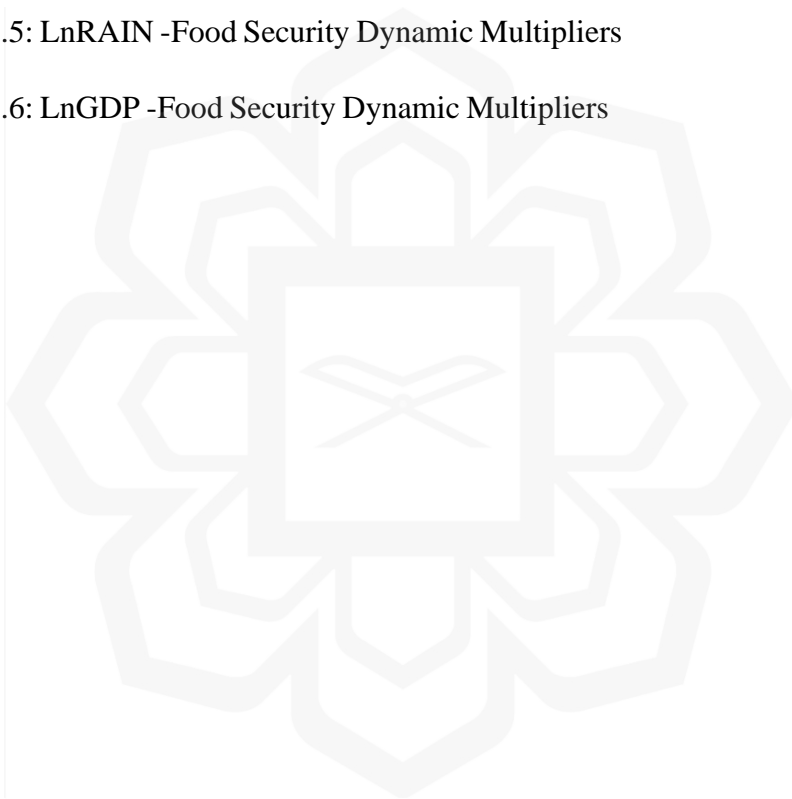 .5: LnRAIN -Food Security Dynamic Multipliers
.6: LnGDP -Food Security Dynamic Multipliers